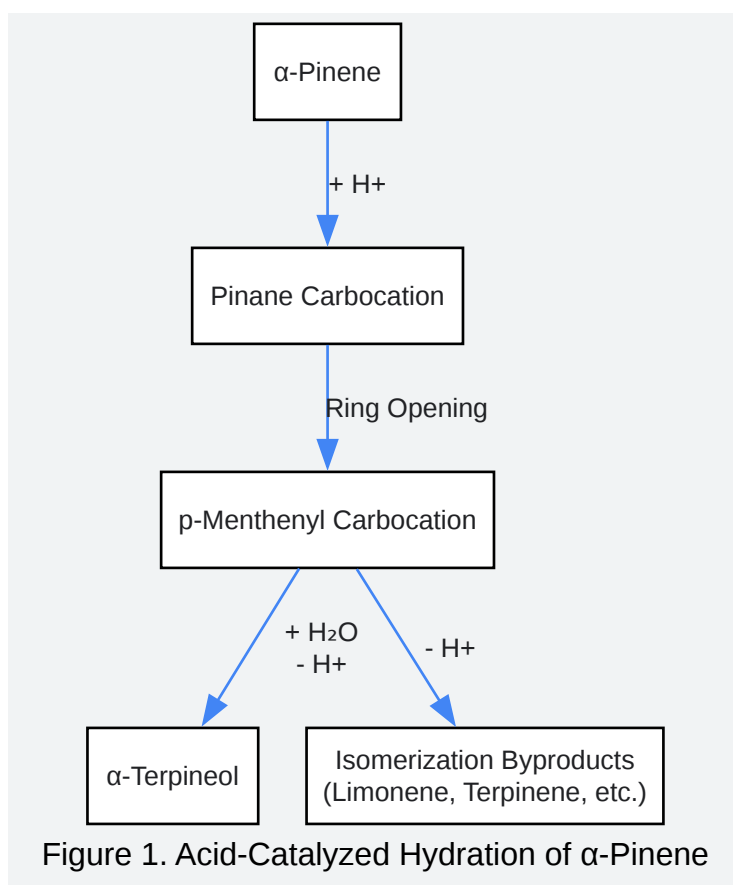 α-Pinene
+ H+
Pinane Carbocation
Ring Opening
p-Menthenyl Carbocation
+ H₂O
- H+
- H+
α-Terpineol
Isomerization Byproducts
(Limonene, Terpinene, etc.)
Figure 1. Acid-Catalyzed Hydration of α-Pinene